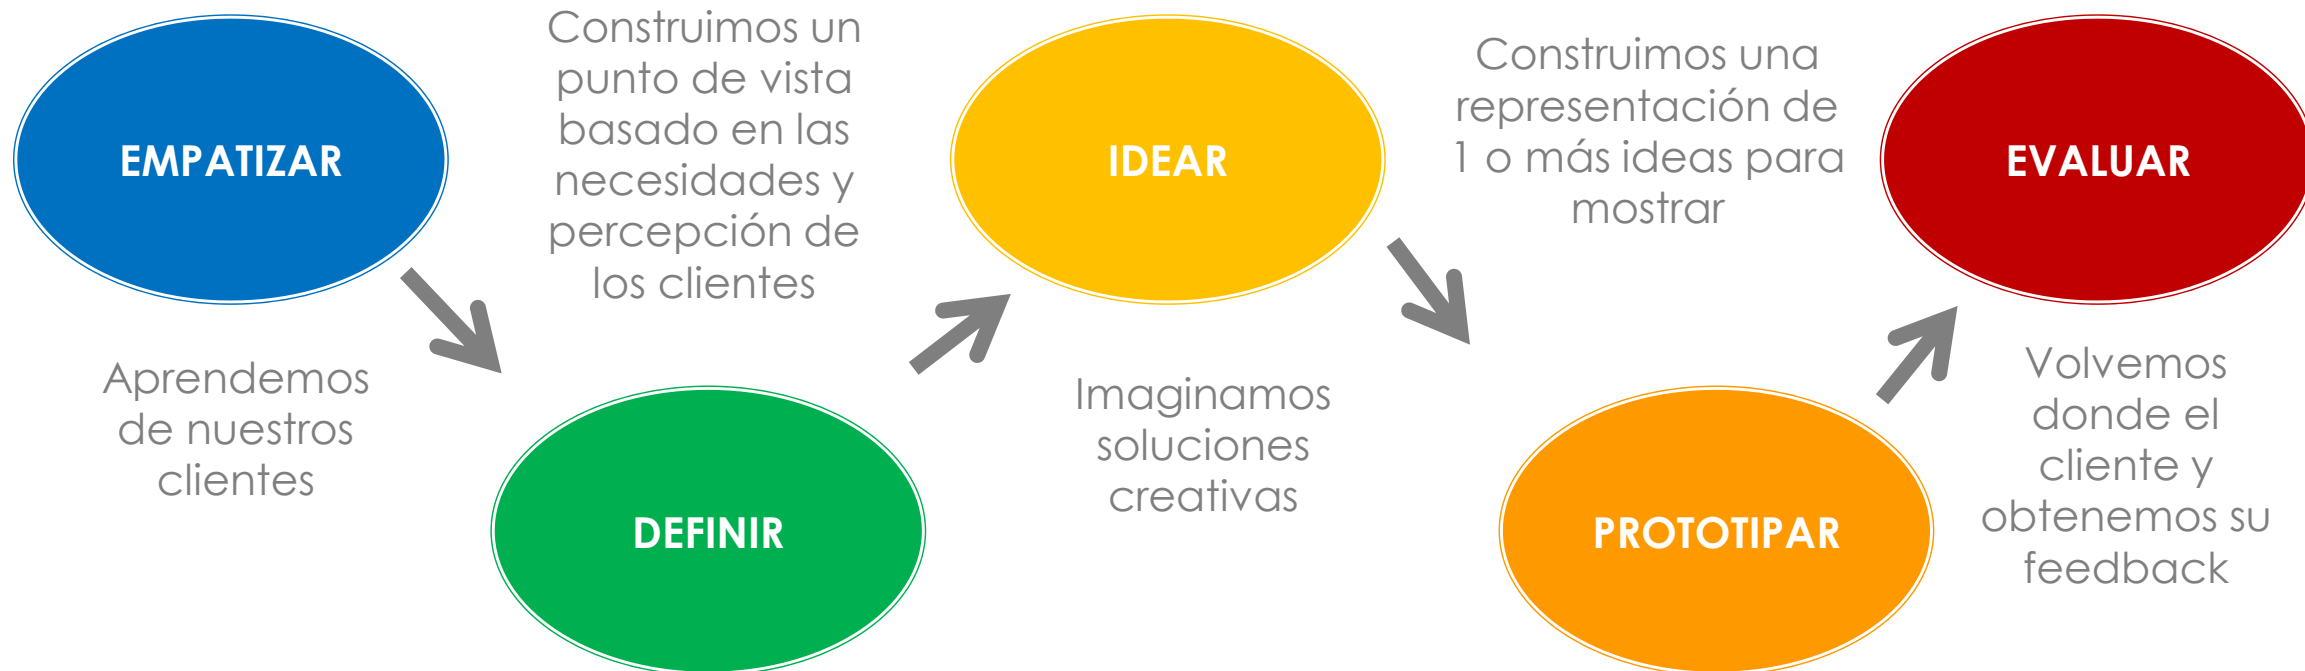 EMPATIZAR
Aprendemos
de nuestros
clientes
Construimos un
punto de vista
basado en las
necesidades y
percepción de
los clientes
DEFINIR
IDEAR
Imaginamos
soluciones
creativas
Construimos una
representación de
1 o más ideas para
mostrar
PROTOTIPAR
EVALUAR
Volvemos
donde el
cliente y
obtenemos su
feedback